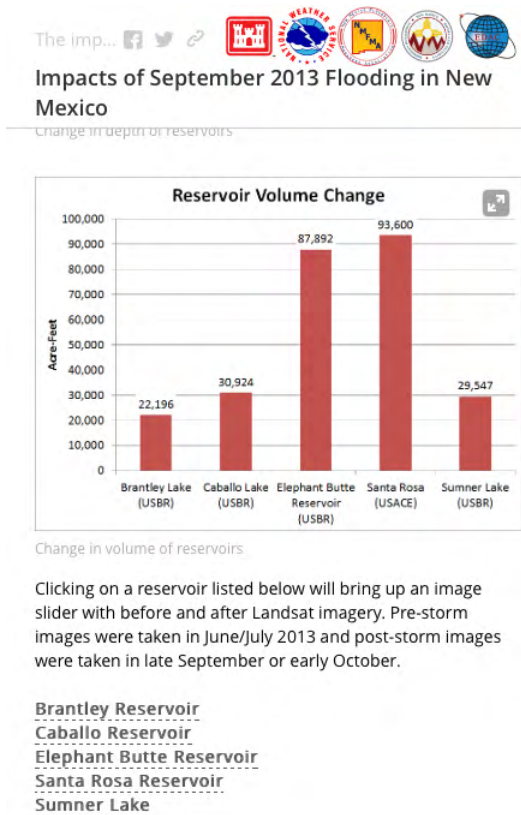 The imp...
NATIONAL WEATHER SERVICE
NMFMA
EDAC
Impacts of September 2013 Flooding in New
Mexico
Change in depth of reservoirs
Reservoir Volume Change
100,000
90,000
80,000
70,000
60,000
50,000
40,000
30,000
20,000
10,000
0
Acre-Feet
22,196
30,924
87,892
93,600
29,547
Brantley Lake Caballo Lake Elephant Butte Santa Rosa Sumner Lake
(USBR) (USBR) Reservoir (USACE) (USBR)
(USBR)
Change in volume of reservoirs
Clicking on a reservoir listed below will bring up an image
slider with before and after Landsat imagery. Pre-storm
images were taken in June/July 2013 and post-storm images
were taken in late September or early October.
Brantley Reservoir
Caballo Reservoir
Elephant Butte Reservoir
Santa Rosa Reservoir
Sumner Lake